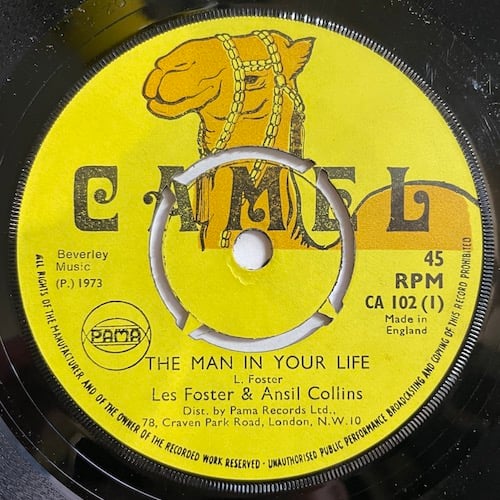 CAMEL
Beverley
Music
(P.) 1973
45
RPM
CA 102 (1)
Made in
England
PAMA
THE MAN IN YOUR LIFE
L. Foster
Les Foster & Ansil Collins
Dist. by Pama Records Ltd.,
78, Craven Park Road, London, N.W.10
ALL RIGHTS OF THE MANUFACTURER AND OF THE OWNER OF THE RECORDED WORK RESERVED · UNAUTHORISED PUBLIC PERFORMANCE BROADCASTING AND COPYING OF THIS RECORD PROHIBITED